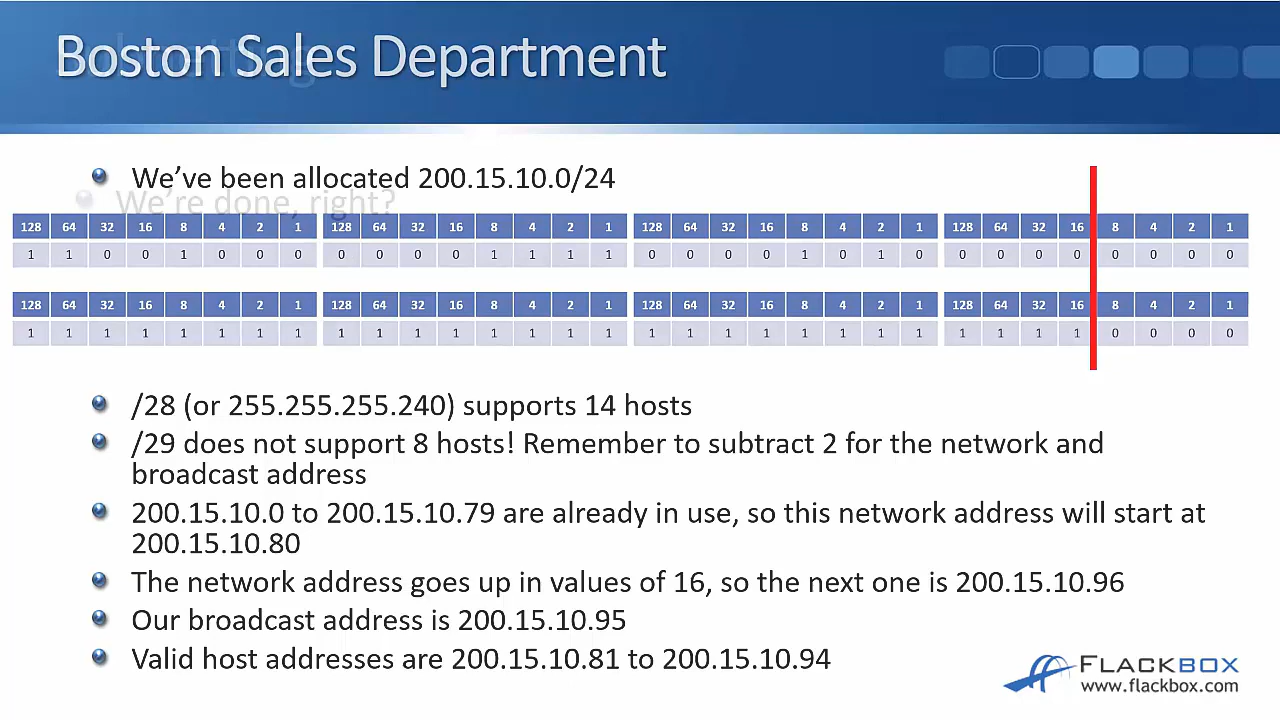 Boston Sales Department
We've been allocated 200.15.10.0/24
We're done, right?
128 64 32 16 8 4 2 1 128 64 32 16 8 4 2 1 128 64 32 16 8 4 2 1 128 64 32 16 8 4 2 1
1 1 0 0 1 0 0 0 0 0 0 0 1 1 1 1 0 0 0 0 1 0 1 0 0 0 0 0 0 0 0 0
128 64 32 16 8 4 2 1 128 64 32 16 8 4 2 1 128 64 32 16 8 4 2 1 128 64 32 16 8 4 2 1
1 1 1 1 1 1 1 1 1 1 1 1 1 1 1 1 1 1 1 1 1 1 1 1 1 1 1 1 0 0 0 0
/28 (or 255.255.255.240) supports 14 hosts
/29 does not support 8 hosts! Remember to subtract 2 for the network and
broadcast address
200.15.10.0 to 200.15.10.79 are already in use, so this network address will start at
200.15.10.80
The network address goes up in values of 16, so the next one is 200.15.10.96
Our broadcast address is 200.15.10.95
Valid host addresses are 200.15.10.81 to 200.15.10.94
FLACKBOX
www.flackbox.com